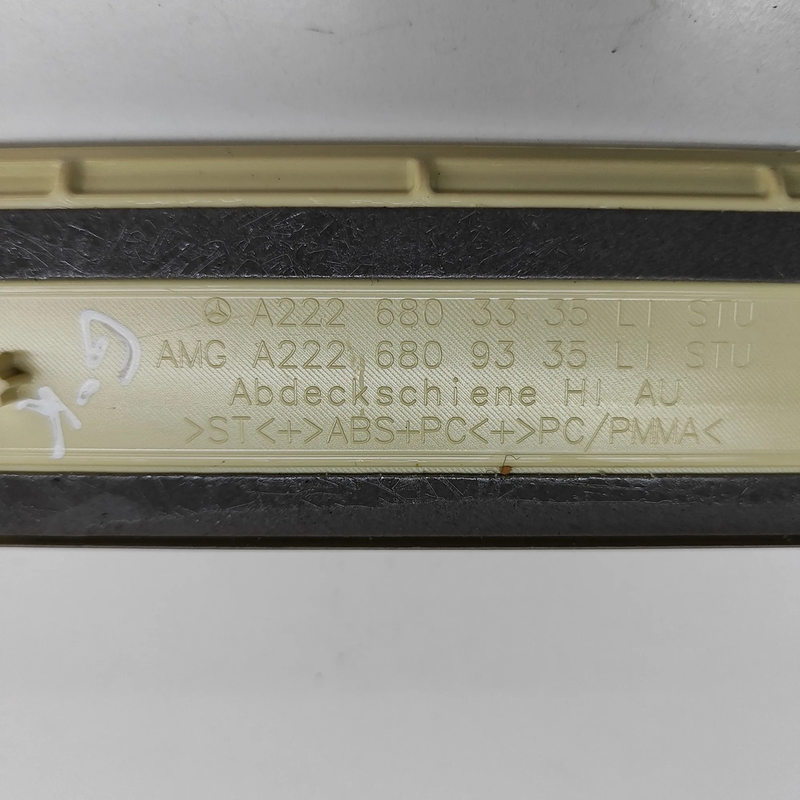 A222 680 33 35 LI STU
AMG A222 680 93 35 LI STU
Abdeckschiene HI AU
>ST<+>ABS+PC<+>PC/PMMA<